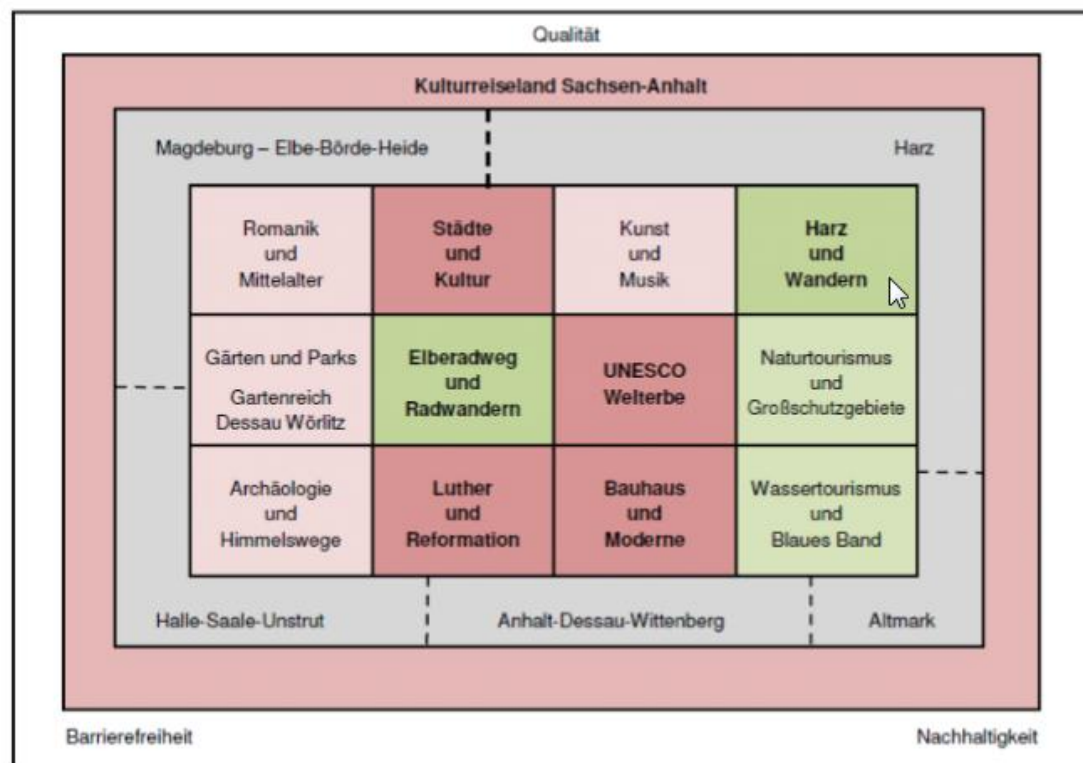 Qualität
Kulturreiseland Sachsen-Anhalt
Magdeburg – Elbe-Börde-Heide
Harz
Romanik
und
Mittelalter
Städte
und
Kultur
Kunst
und
Musik
Harz
und
Wandern
Gärten und Parks
Gartenreich
Dessau Wörlitz
Elberadweg
und
Radwandern
UNESCO
Welterbe
Naturtourismus
und
Großschutzgebiete
Archäologie
und
Himmelswege
Luther
und
Reformation
Bauhaus
und
Moderne
Wassertourismus
und
Blaues Band
Halle-Saale-Unstrut
Anhalt-Dessau-Wittenberg
Altmark
Barrierefreiheit
Nachhaltigkeit